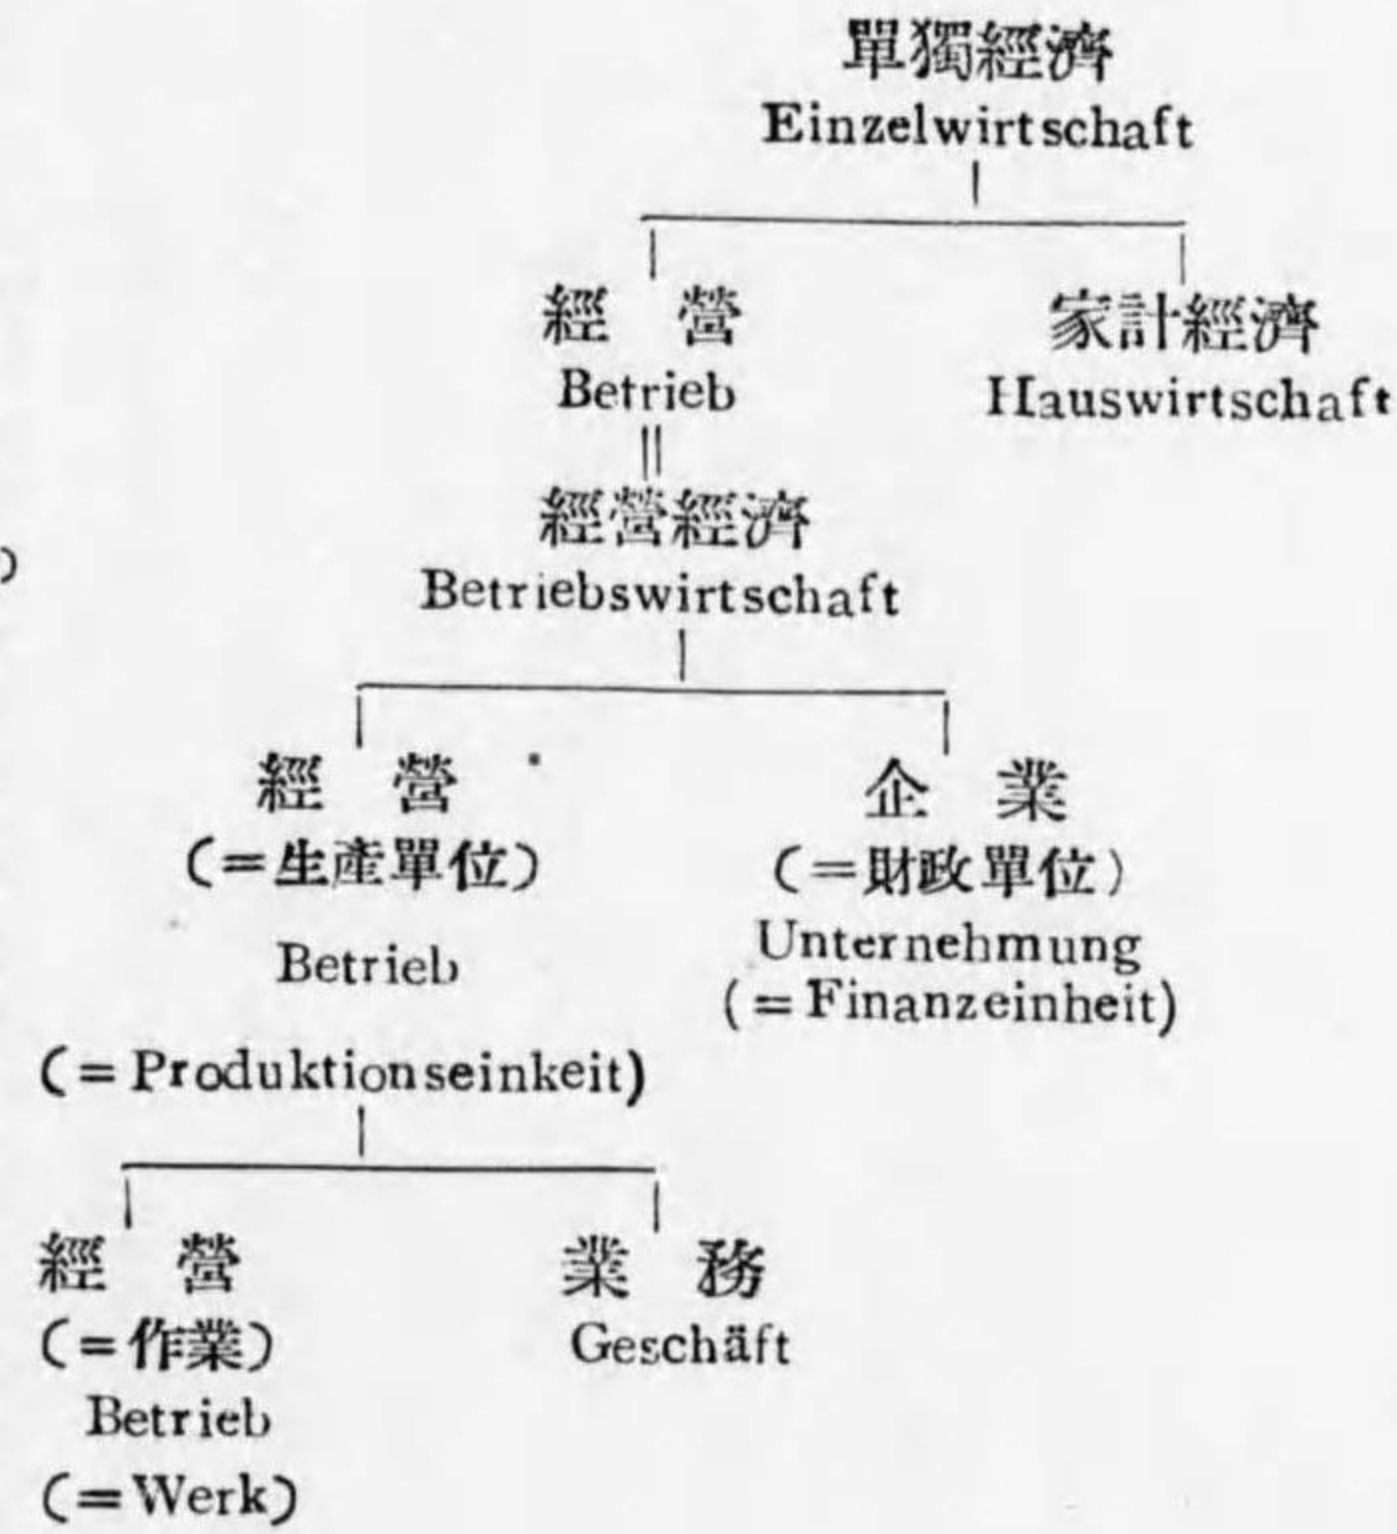 單獨經濟
Einzelwirtschaft
經營
Betrieb
家計經濟
Hauswirtschaft
||
經營經濟
Betriebswirtschaft
經營
(=生產單位)
Betrieb
(=Produktionseinkeit)
企業
(=財政單位)
Unternehmung
(=Finanzeinheit)
經營
(=作業)
Betrieb
(=Werk)
業務
Geschäft